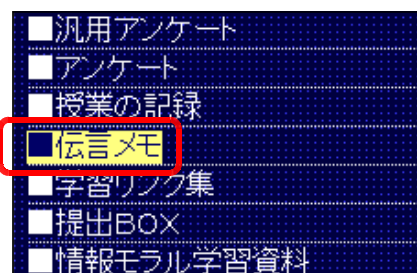 ■汎用アンケート
■アンケート
■授業の記録
■伝言メモ
■学習リンク集
■提出BOX
■情報モラル学習資料